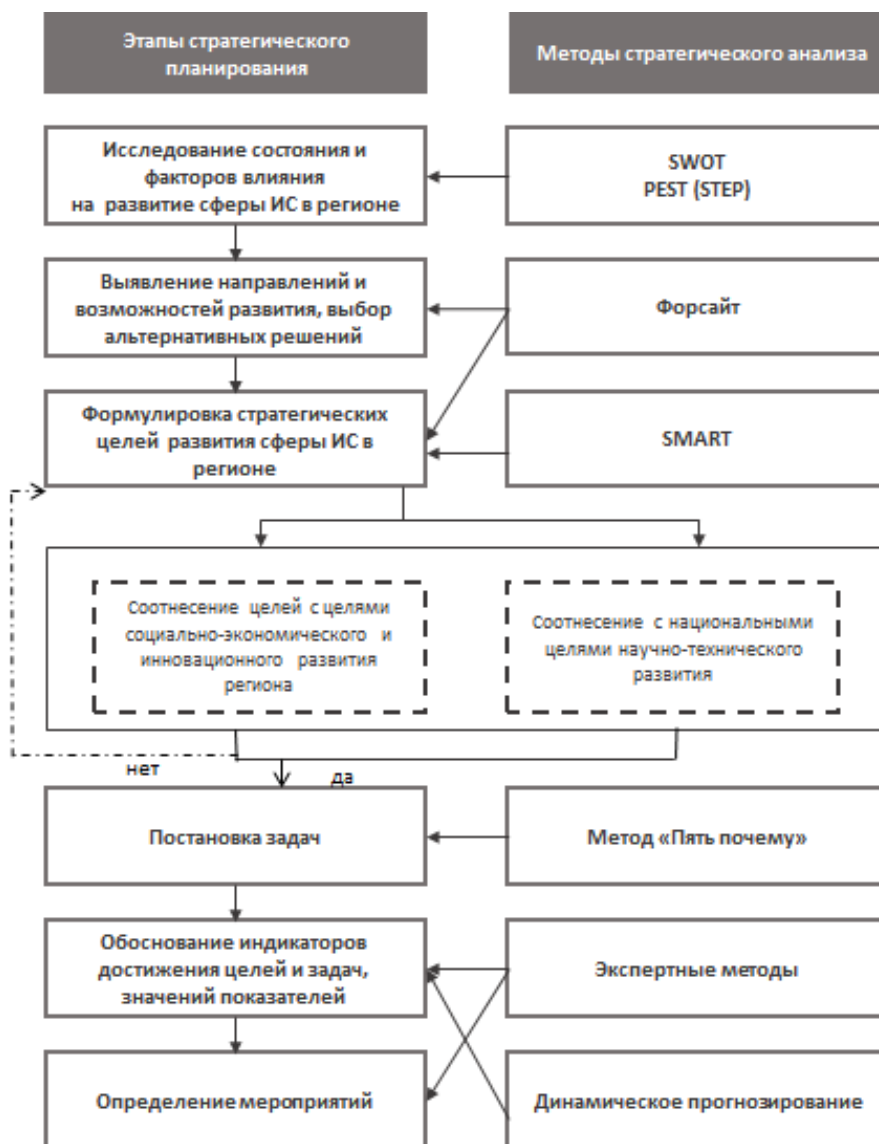 Этапы стратегического
планирования
Методы стратегического анализа
Исследование состояния и
факторов влияния
на развитие сферы ИС в регионе
SWOT
PEST (STEP)
Выявление направлений и
возможностей развития, выбор
альтернативных решений
Форсайт
Формулировка стратегических
целей развития сферы ИС в
регионе
SMART
Соотнесение целей с целями
социально-экономического и
инновационного развития
региона
Соотнесение с национальными
целями научно-технического
развития
нет
да
Постановка задач
Метод «Пять почему»
Обоснование индикаторов
достижения целей и задач,
значений показателей
Экспертные методы
Определение мероприятий
Динамическое прогнозирование